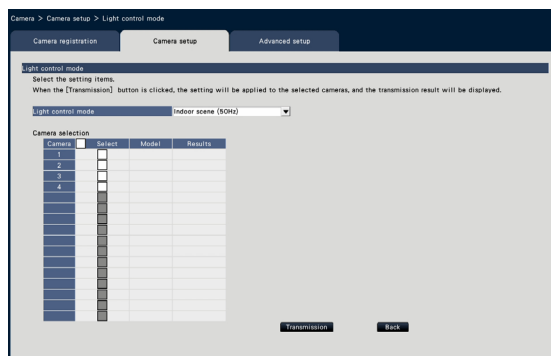 Camera > Camera setup > Light control mode
Camera registration Camera setup Advanced setup
Light control mode
Select the setting items.
When the [Transmission] button is clicked, the setting will be applied to the selected cameras, and the transmission result will be displayed.
Light control mode Indoor scene (50Hz)
Camera selection
Camera Select Model Results
1
2
3
4
Transmission Back